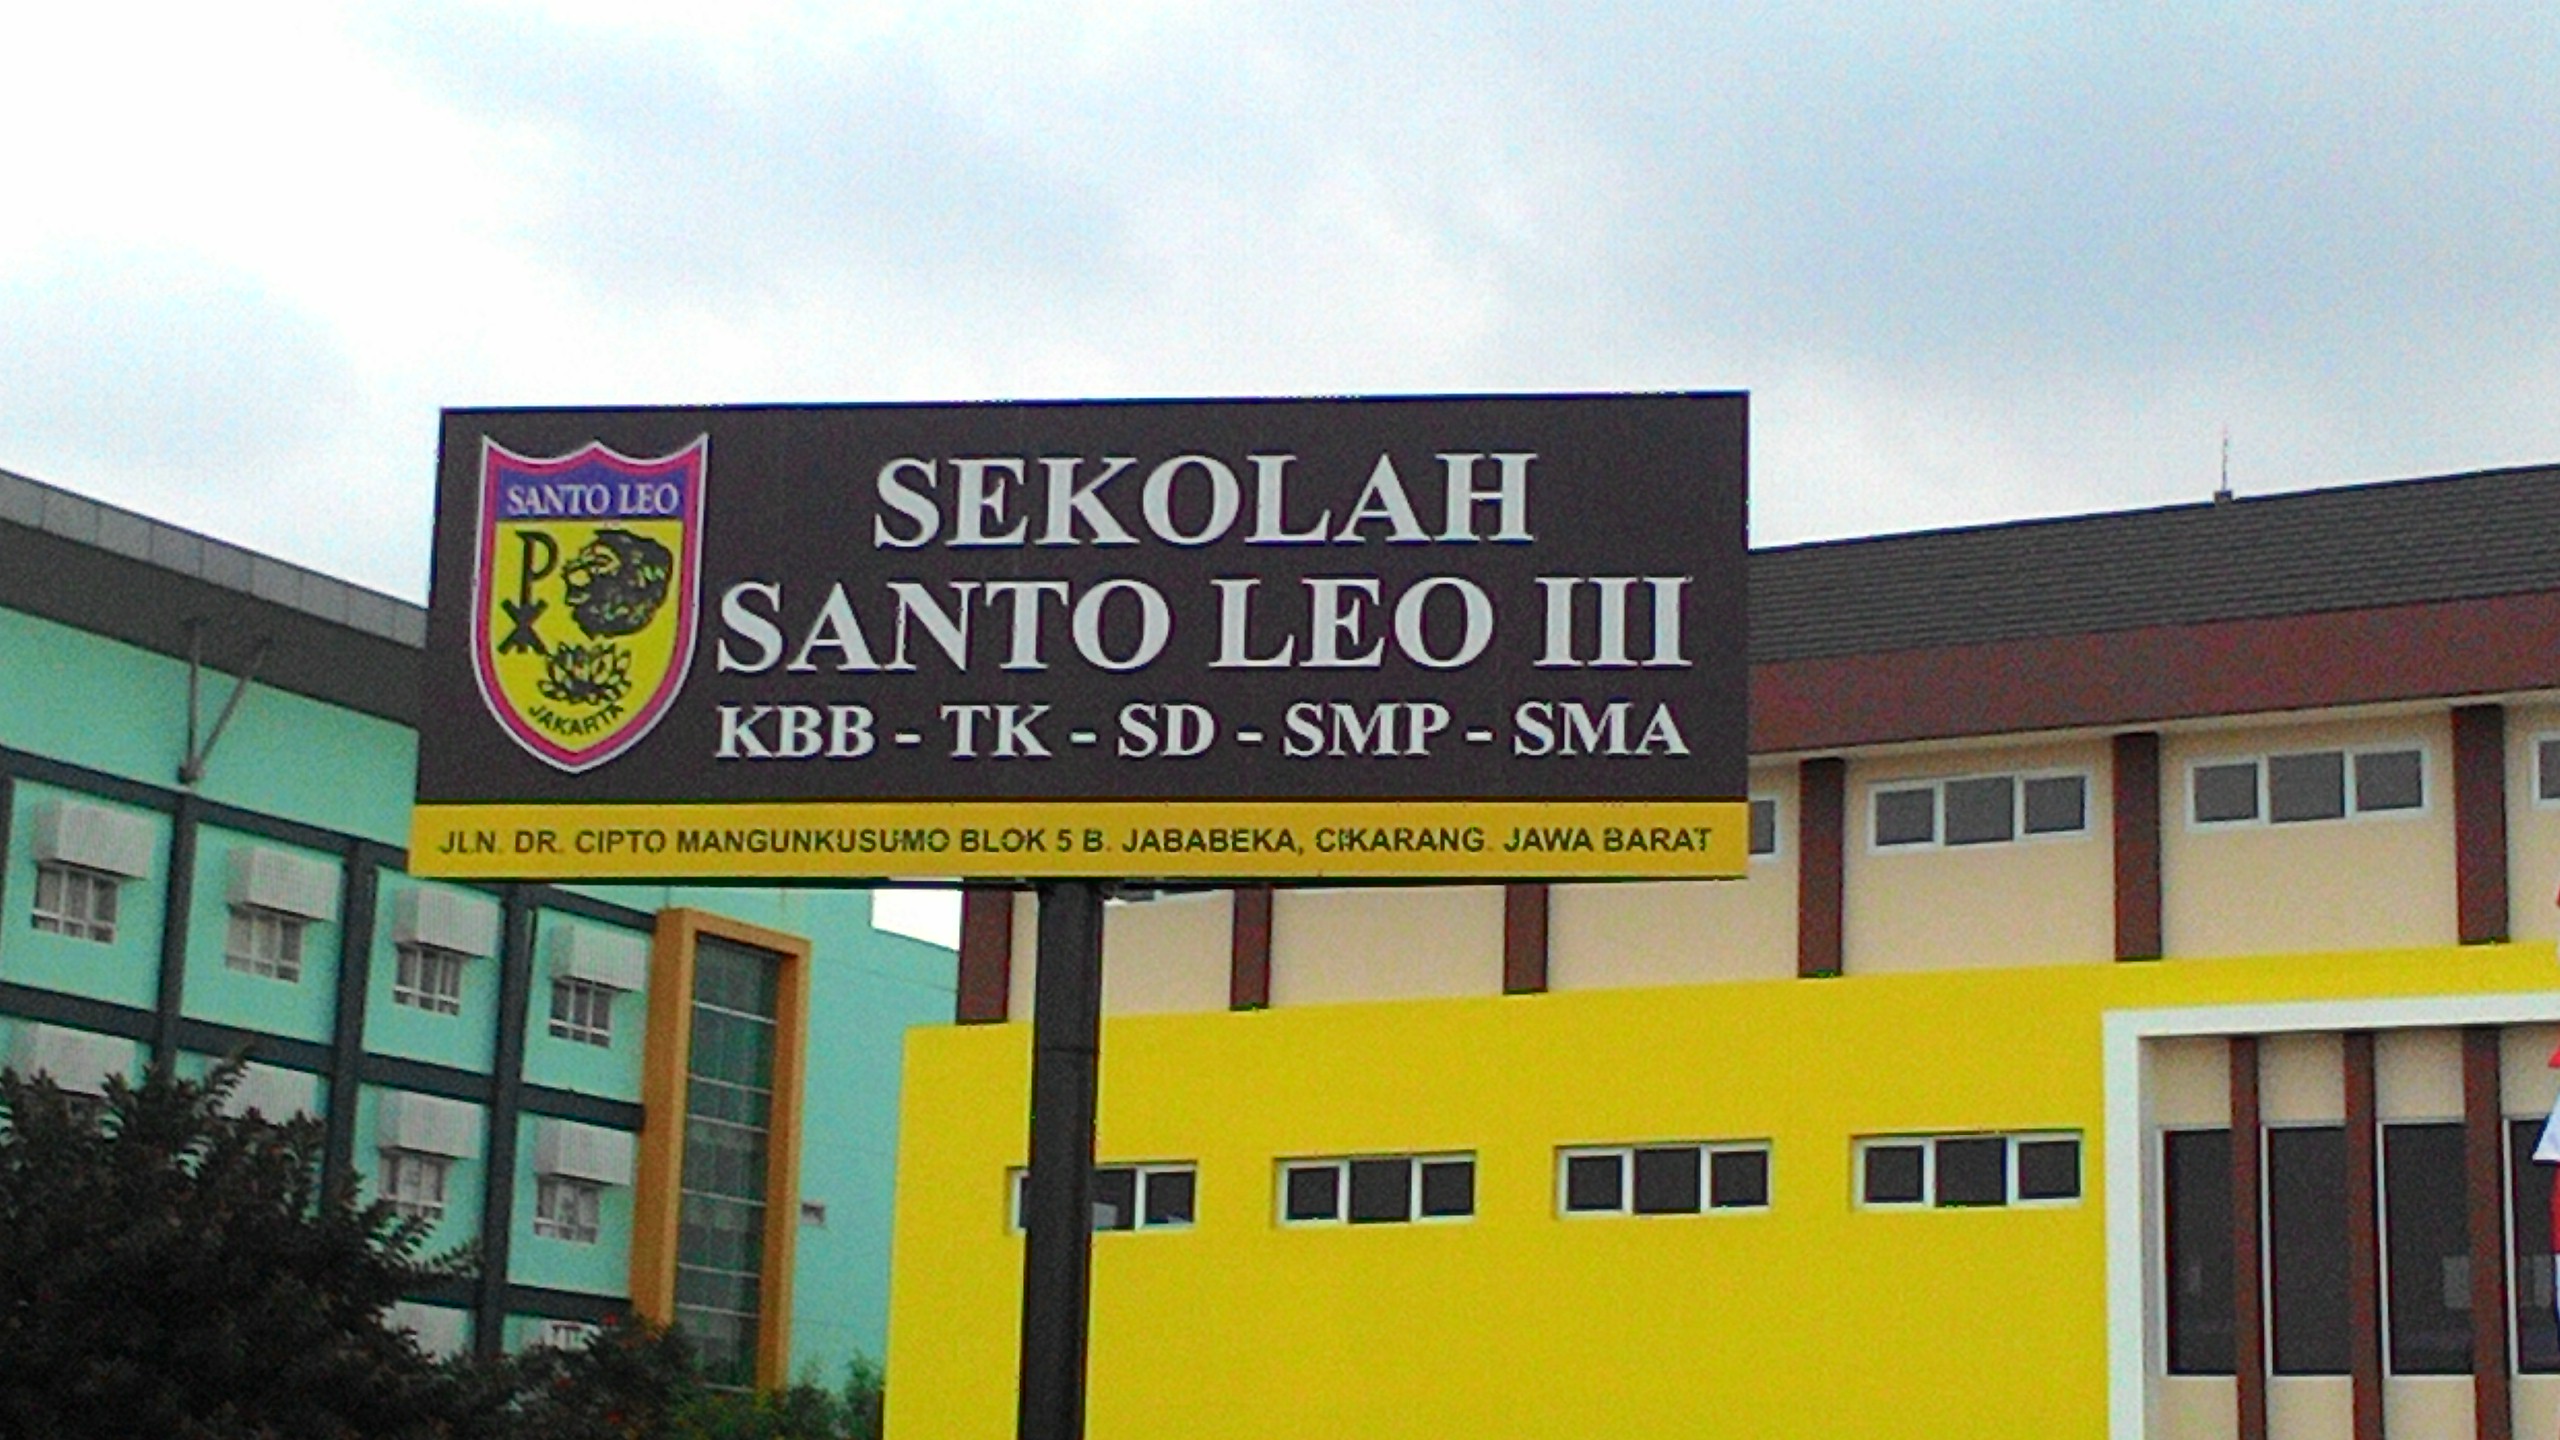 SANTO LEO
JAKARTA
SEKOLAH
SANTO LEO III
KBB - TK - SD - SMP - SMA
JLN. DR. CIPTO MANGUNKUSUMO BLOK 5 B. JABABEKA, CIKARANG. JAWA BARAT